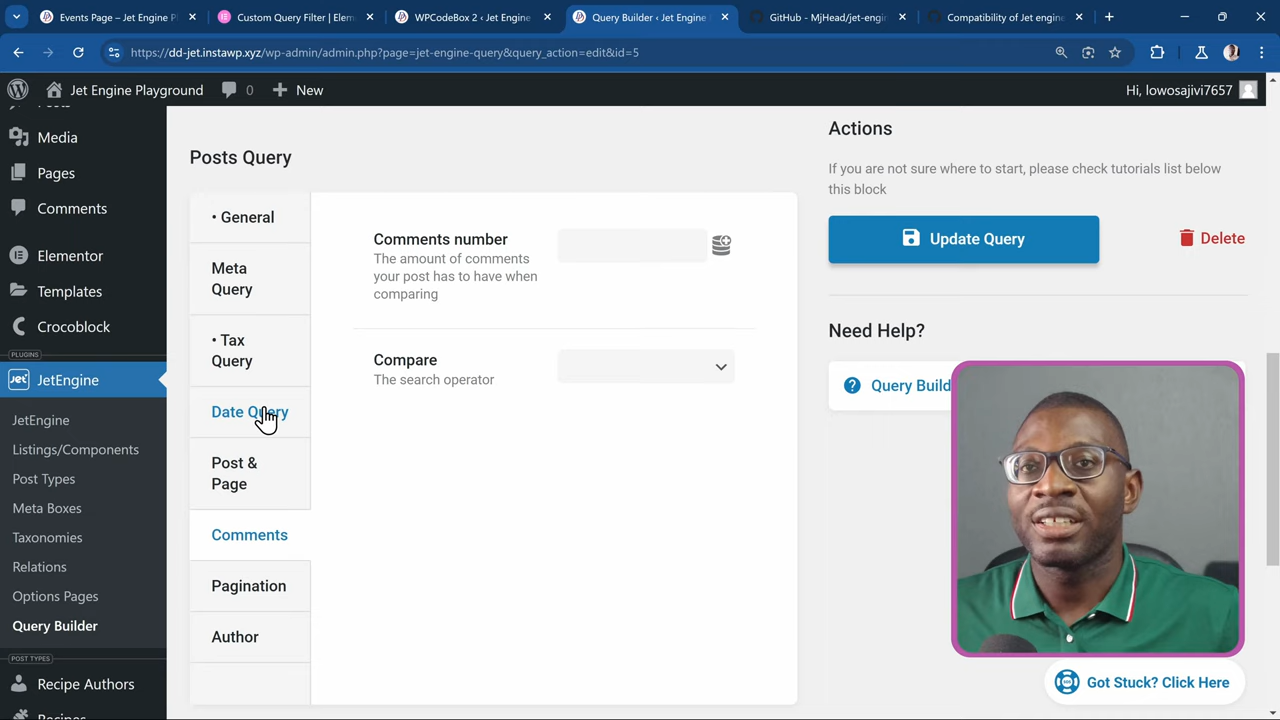 Events Page – Jet Engine P
Custom Query Filter | Elem
WPCodeBox 2 ‹ Jet Engine
Query Builder ‹ Jet Engine
GitHub - MjHead/jet-engin
Compatibility of Jet engine
https://dd-jet.instawp.xyz/wp-admin/admin.php?page=jet-engine-query&query_action=edit&id=5
Jet Engine Playground
0
New
Hi, lowosajivi7657
Media
Pages
Comments
Elementor
Templates
Crocoblock
PLUGINS
Jet
JetEngine
JetEngine
Listings/Components
Post Types
Meta Boxes
Taxonomies
Relations
Options Pages
Query Builder
POST TYPES
Recipe Authors
Recipes
Posts Query
• General
Meta
Query
• Tax
Query
Date Query
Post &
Page
Comments
Pagination
Author
Comments number
The amount of comments
your post has to have when
comparing
Compare
The search operator
Actions
If you are not sure where to start, please check tutorials list below
this block
Update Query
Delete
Need Help?
Query Build
Got Stuck? Click Here